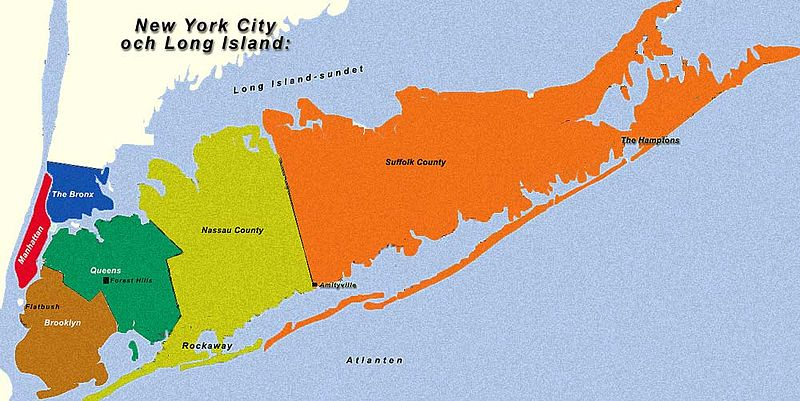 New York City
och Long Island:
Long Island-sundet
The Hamptons
Suffolk County
The Bronx
Manhattan
Nassau County
Queens
Forest Hills
Amityville
Flatbush
Brooklyn
Rockaway
Atlanten